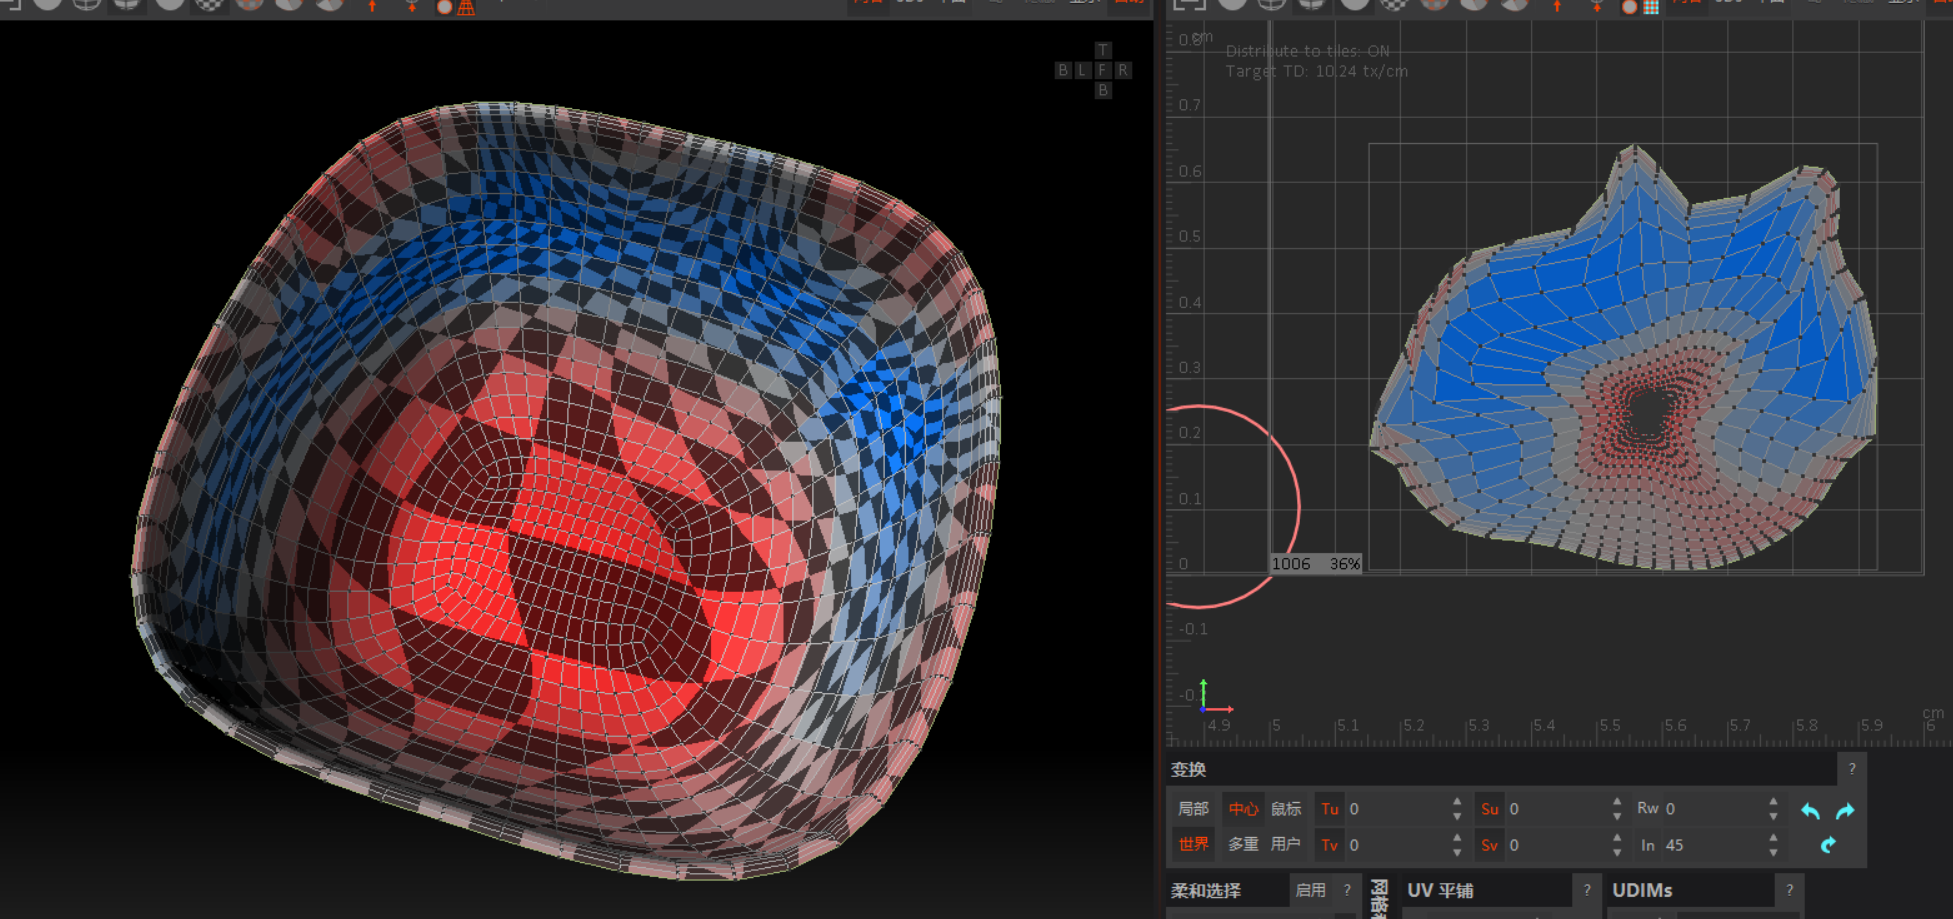 T
B L F R
B
cm
Distribute to tiles: ON
Target TD: 10.24 tx/cm
0.8
0.7
0.6
0.5
0.4
0.3
0.2
0.1
0
-0.1
1006 36%
4.9 5 5.1 5.2 5.3 5.4 5.5 5.6 5.7 5.8 5.9 6
cm
变换 ?
局部 中心 鼠标 Tu 0 Su 0 Rw 0
世界 多重 用户 Tv 0 Sv 0 In 45
柔和选择 启用 ? UV 平铺 ? UDIMs ?